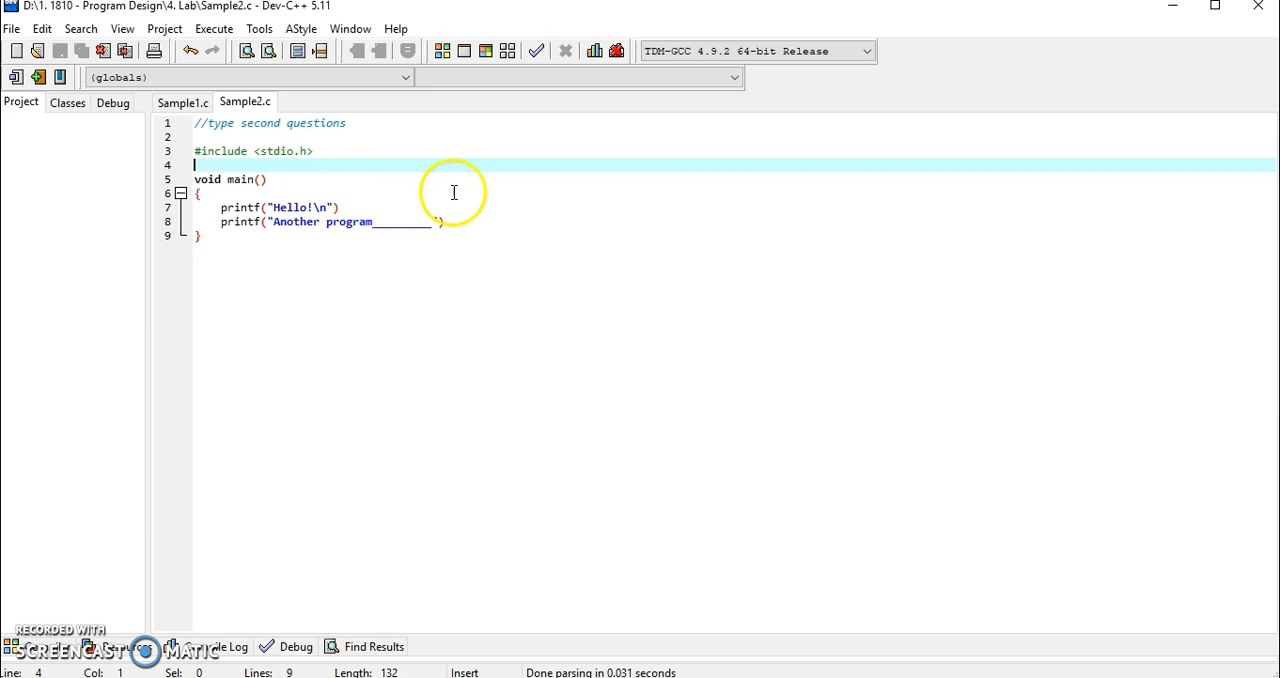 D:\1. 1810 - Program Design\4. Lab\Sample2.c - Dev-C++ 5.11
File Edit Search View Project Execute Tools AStyle Window Help
TDM-GCC 4.9.2 64-bit Release
(globals)
Project Classes Debug Sample1.c Sample2.c
1 //type second questions
2
3 #include <stdio.h>
4
5 void main()
6 {
7 printf("Hello!\n")
8 printf("Another program_________")
9 }
RECORDED WITH
Log Debug Find Results
SCREENCAST MATIC
Line: 4 Col: 1 Sel: 0 Lines: 9 Length: 132 Insert Done parsing in 0.031 seconds